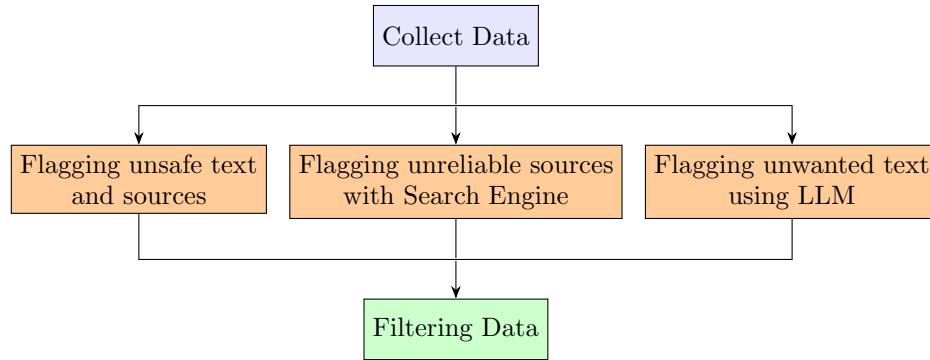 Collect Data
Flagging unsafe text
and sources
Flagging unreliable sources
with Search Engine
Flagging unwanted text
using LLM
Filtering Data